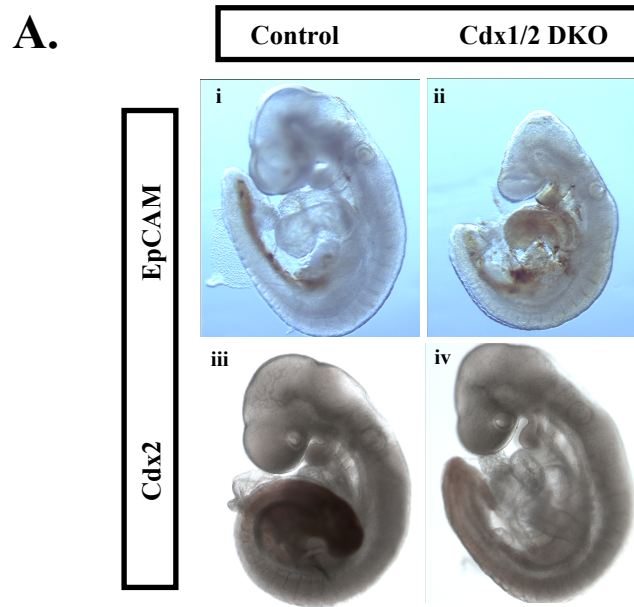 A.
Control Cdx1/2 DKO
i ii
EpCAM
iii iv
Cdx2